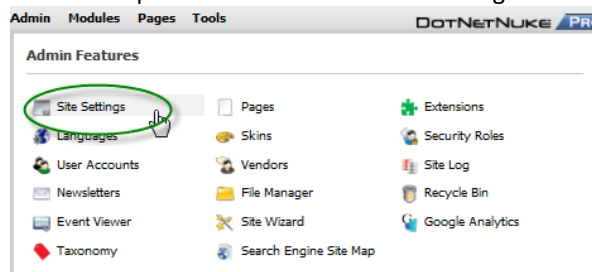 Admin Modules Pages Tools DOTNETNUKE PR
Admin Features
Site Settings Pages Extensions
Languages Skins Security Roles
User Accounts Vendors Site Log
Newsletters File Manager Recycle Bin
Event Viewer Site Wizard Google Analytics
Taxonomy Search Engine Site Map